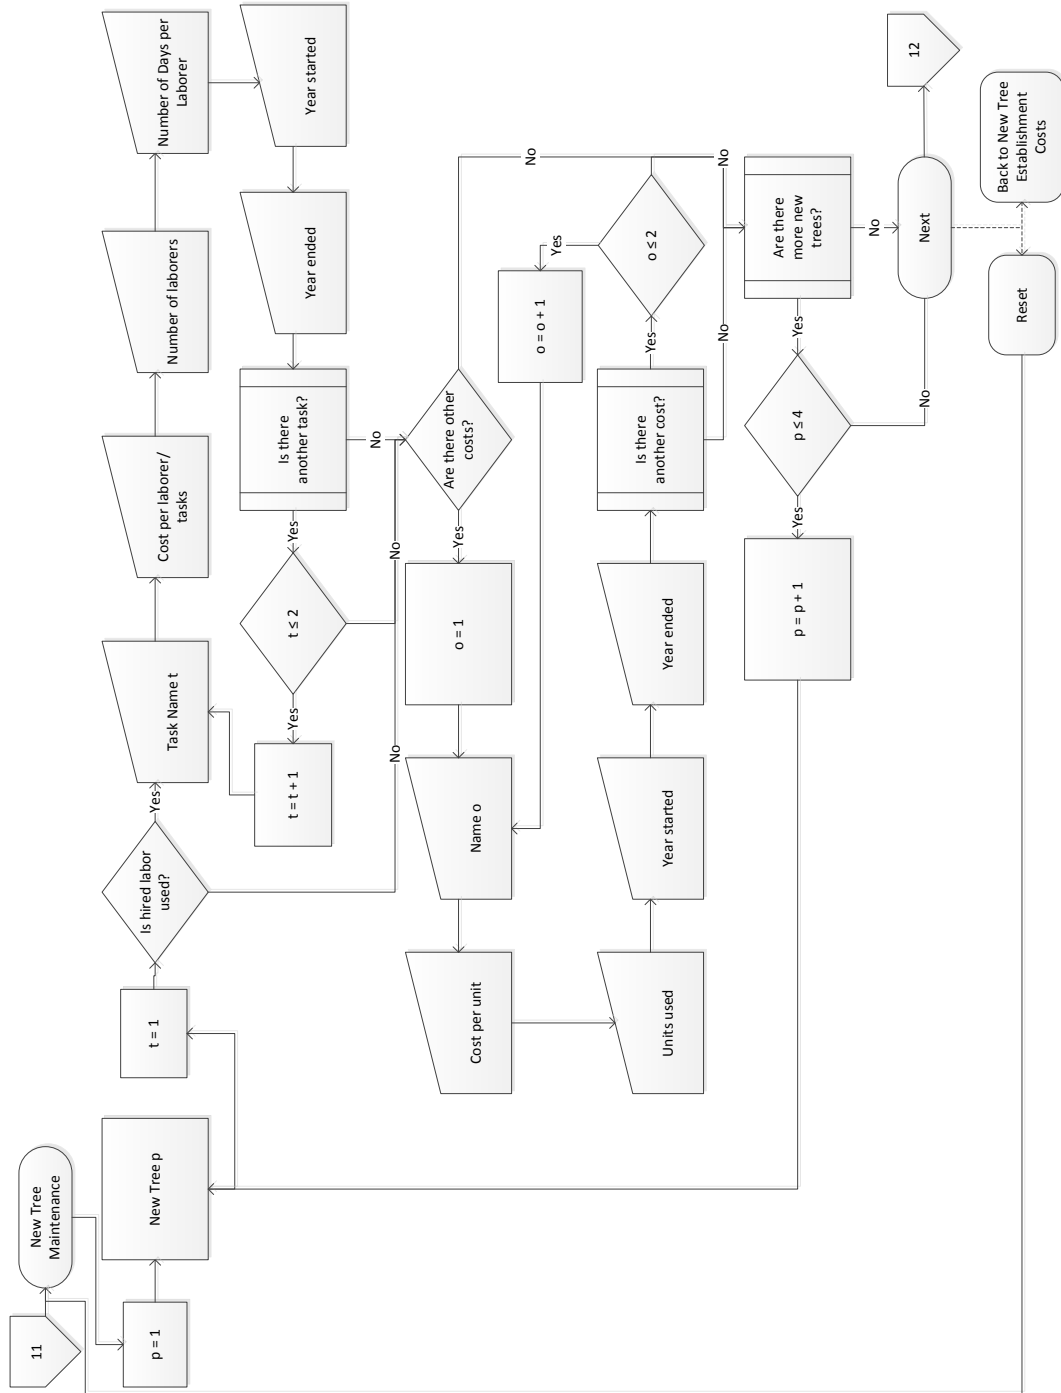 11
New Tree
Maintenance
p = 1
New Tree p
t = 1
Is hired labor
used?
Yes
Task Name t
Cost per laborer/
tasks
Number of laborers
Number of Days per
Laborer
Year started
Year ended
Is there
another task?
Yes
No
t ≤ 2
Yes
No
t = t + 1
No
Are there other
costs?
Yes
No
o = 1
Name o
Cost per unit
Units used
Year started
Year ended
Is there
another cost?
Yes
No
o ≤ 2
Yes
No
o = o + 1
Are there
more new
trees?
Yes
No
p ≤ 4
Yes
No
p = p + 1
Next
12
Reset
Back to New Tree
Establishment
Costs